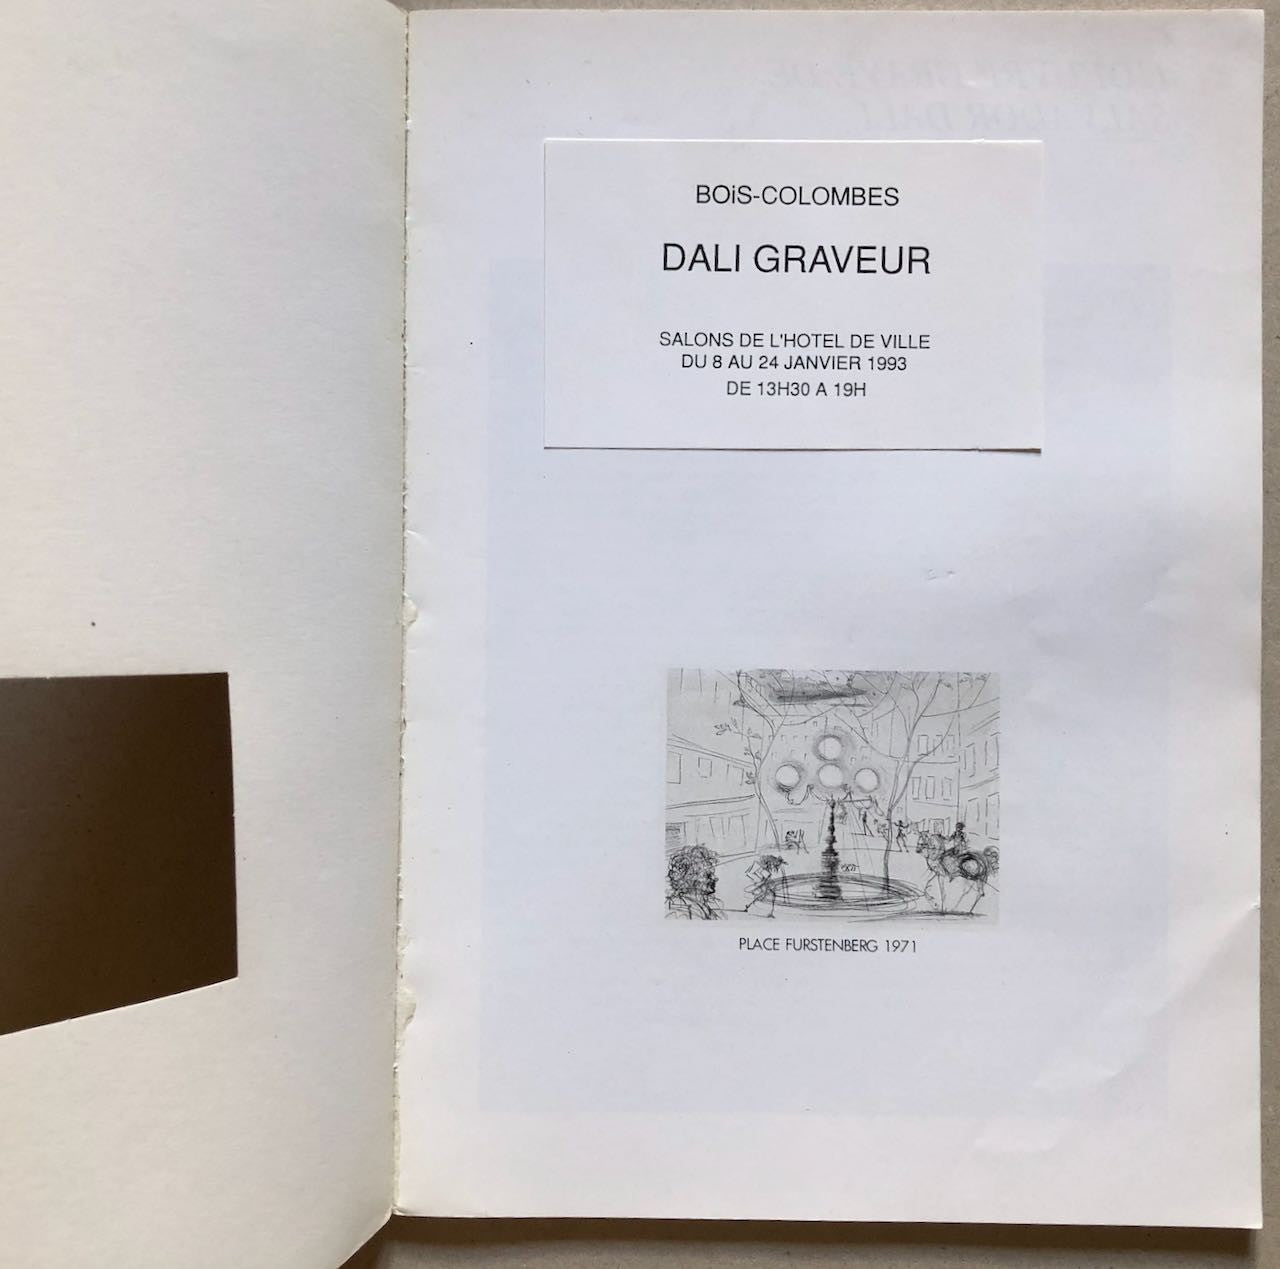 BOiS-COLOMBES
DALI GRAVEUR
SALONS DE L'HOTEL DE VILLE
DU 8 AU 24 JANVIER 1993
DE 13H30 A 19H
PLACE FURSTENBERG 1971